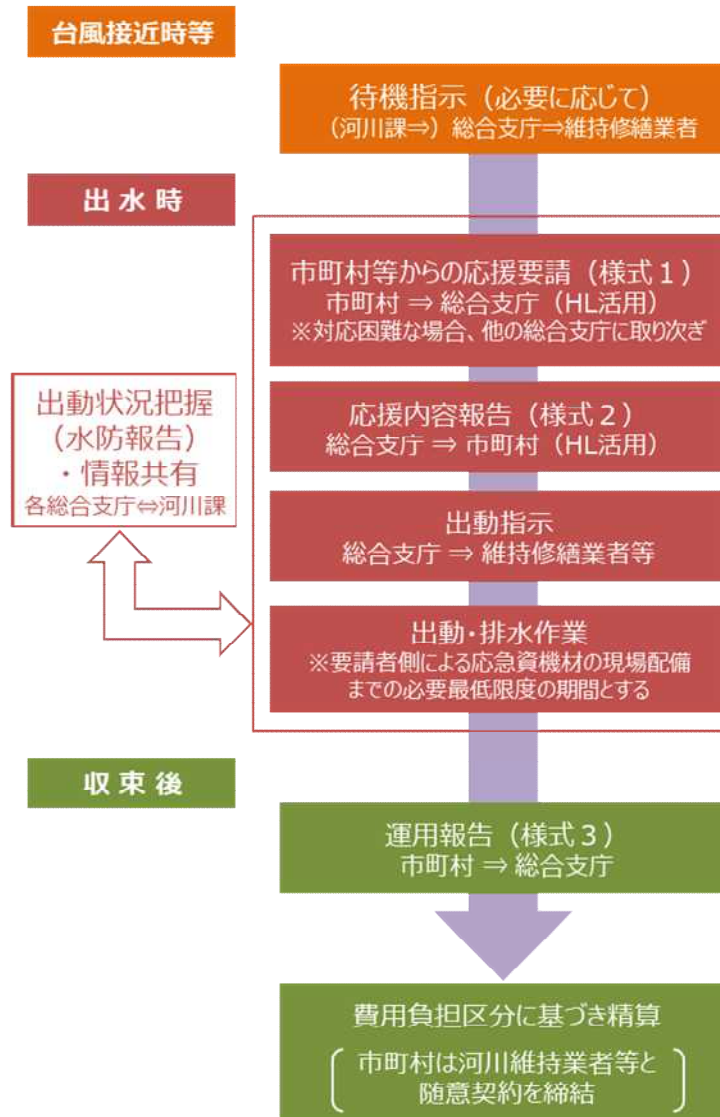 台風接近時等
待機指示（必要に応じて）
（河川課⇒）総合支庁⇒維持修繕業者
出 水 時
市町村等からの応援要請（様式１）
市町村 ⇒ 総合支庁（HL活用）
※対応困難な場合、他の総合支庁に取り次ぎ
応援内容報告（様式２）
総合支庁 ⇒ 市町村（HL活用）
出動状況把握
（水防報告）
・情報共有
各総合支庁⇔河川課
出動指示
総合支庁 ⇒ 維持修繕業者等
出動・排水作業
※要請者側による応急資機材の現場配備
までの必要最低限度の期間とする
収 束 後
運用報告（様式３）
市町村 ⇒ 総合支庁
費用負担区分に基づき精算
（市町村は河川維持業者等と
随意契約を締結）